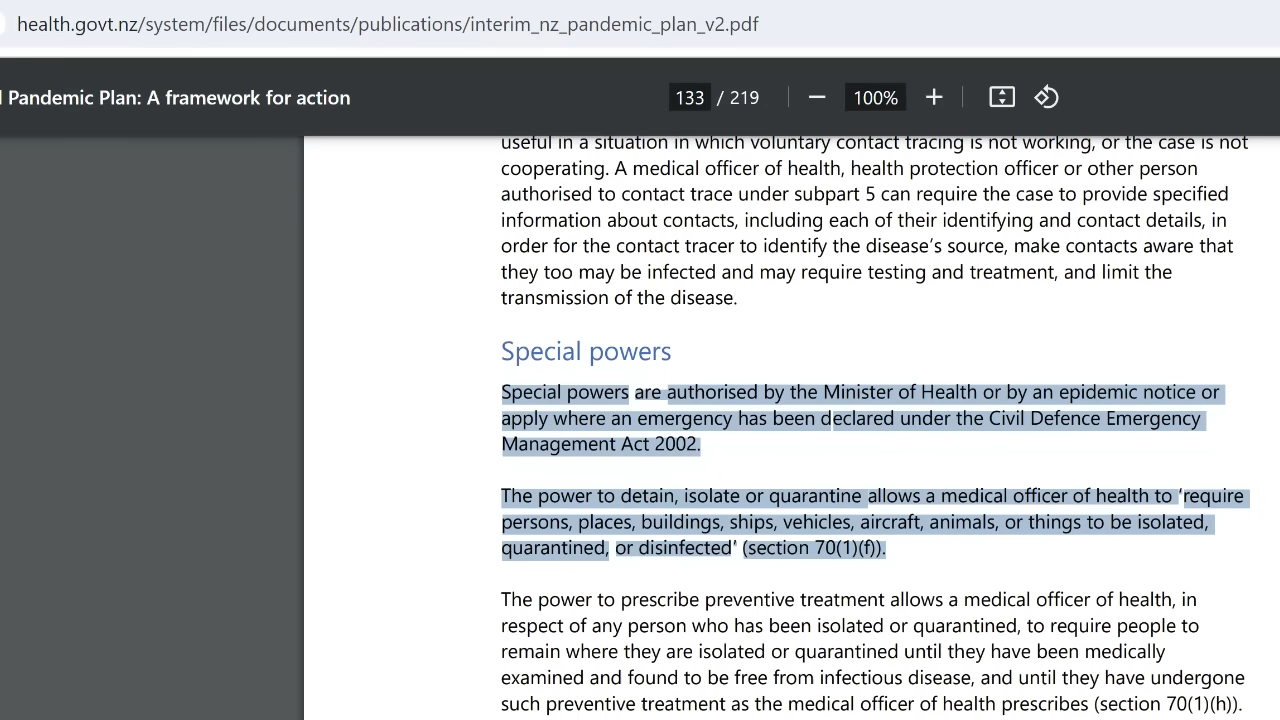 health.govt.nz/system/files/documents/publications/interim_nz_pandemic_plan_v2.pdf
Pandemic Plan: A framework for action
133 / 219
100%
useful in a situation in which voluntary contact tracing is not working, or the case is not
cooperating. A medical officer of health, health protection officer or other person
authorised to contact trace under subpart 5 can require the case to provide specified
information about contacts, including each of their identifying and contact details, in
order for the contact tracer to identify the disease’s source, make contacts aware that
they too may be infected and may require testing and treatment, and limit the
transmission of the disease.
Special powers
Special powers are authorised by the Minister of Health or by an epidemic notice or
apply where an emergency has been declared under the Civil Defence Emergency
Management Act 2002.
The power to detain, isolate or quarantine allows a medical officer of health to ‘require
persons, places, buildings, ships, vehicles, aircraft, animals, or things to be isolated,
quarantined, or disinfected’ (section 70(1)(f)).
The power to prescribe preventive treatment allows a medical officer of health, in
respect of any person who has been isolated or quarantined, to require people to
remain where they are isolated or quarantined until they have been medically
examined and found to be free from infectious disease, and until they have undergone
such preventive treatment as the medical officer of health prescribes (section 70(1)(h)).